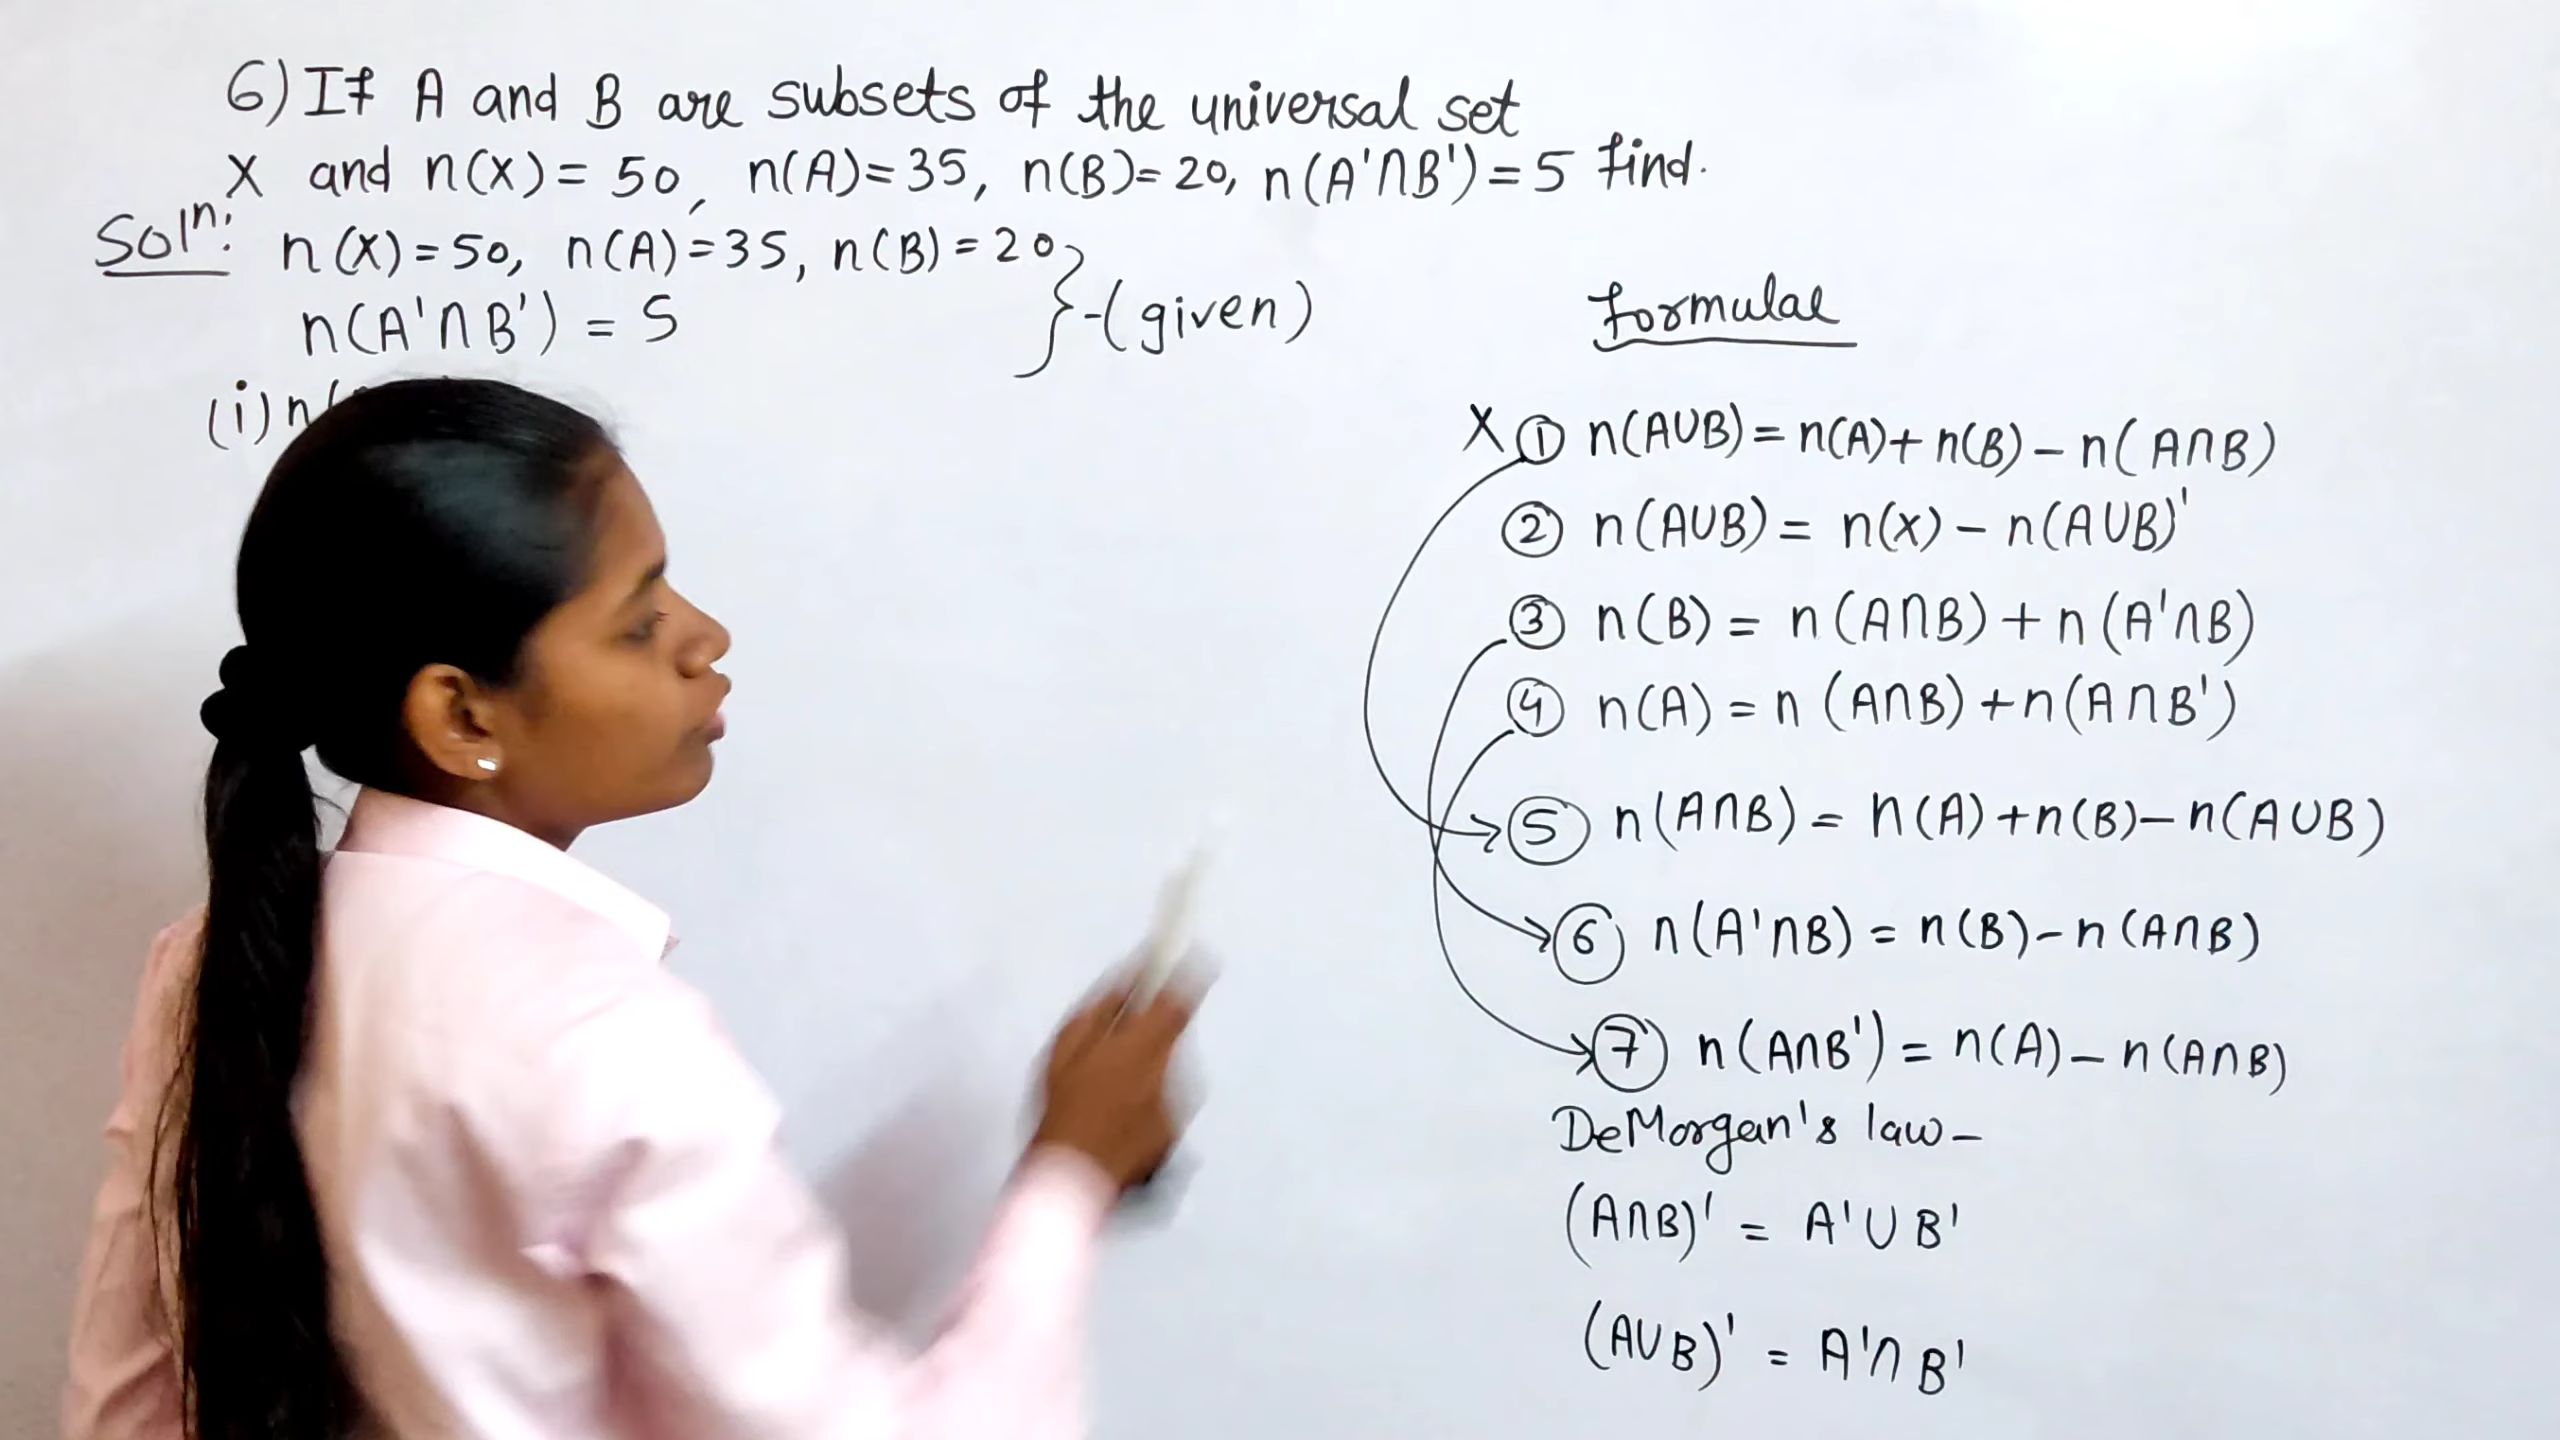 6) If A and B are subsets of the universal set
X and n(X) = 50, n(A)= 35, n(B)= 20, n(A'∩B') = 5 find.
Solⁿ: n(X) = 50, n(A) = 35, n(B) = 20
n(A'∩B') = 5
} - (given)
(i) n(
Formulae
X ① n(A∪B) = n(A) + n(B) - n(A∩B)
② n(A∪B) = n(X) - n(A∪B)'
③ n(B) = n(A∩B) + n(A'∩B)
④ n(A) = n(A∩B) + n(A∩B')
⑤ n(A∩B) = n(A) + n(B) - n(A∪B)
⑥ n(A'∩B) = n(B) - n(A∩B)
⑦ n(A∩B') = n(A) - n(A∩B)
DeMorgan's law -
(A∩B)' = A'∪B'
(A∪B)' = A'∩B'